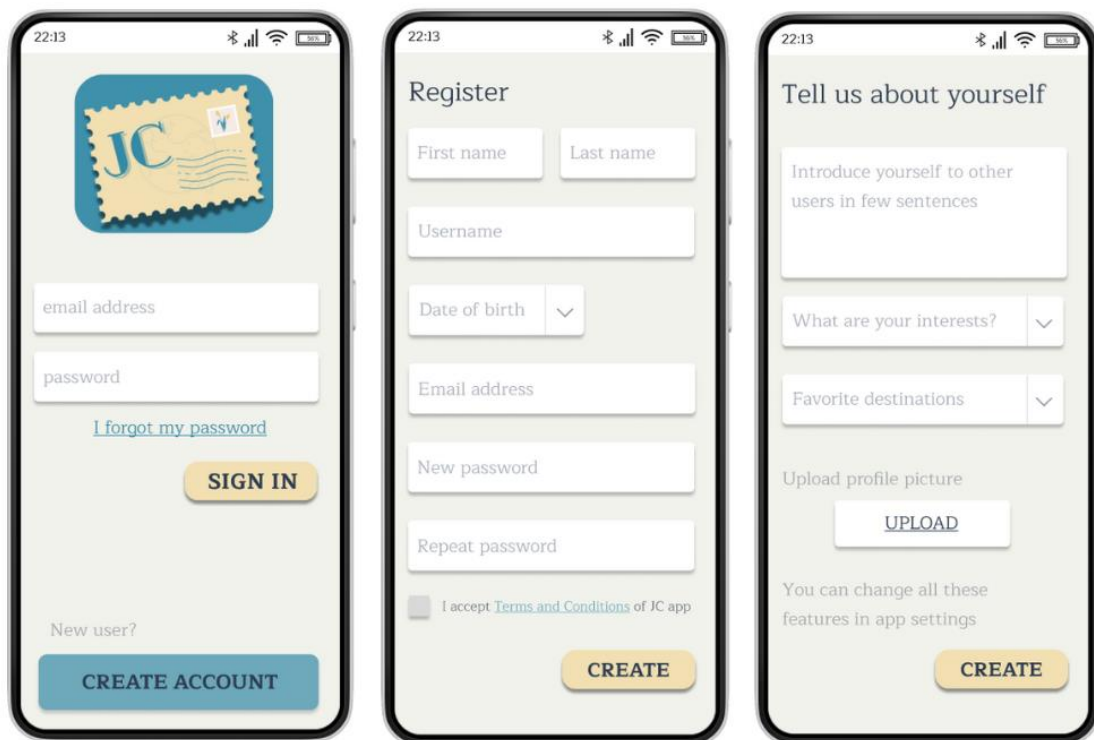 22:13
56%
JC
email address
password
I forgot my password
SIGN IN
New user?
CREATE ACCOUNT
22:13
56%
Register
First name
Last name
Username
Date of birth
Email address
New password
Repeat password
I accept Terms and Conditions of JC app
CREATE
22:13
56%
Tell us about yourself
Introduce yourself to other
users in few sentences
What are your interests?
Favorite destinations
Upload profile picture
UPLOAD
You can change all these
features in app settings
CREATE